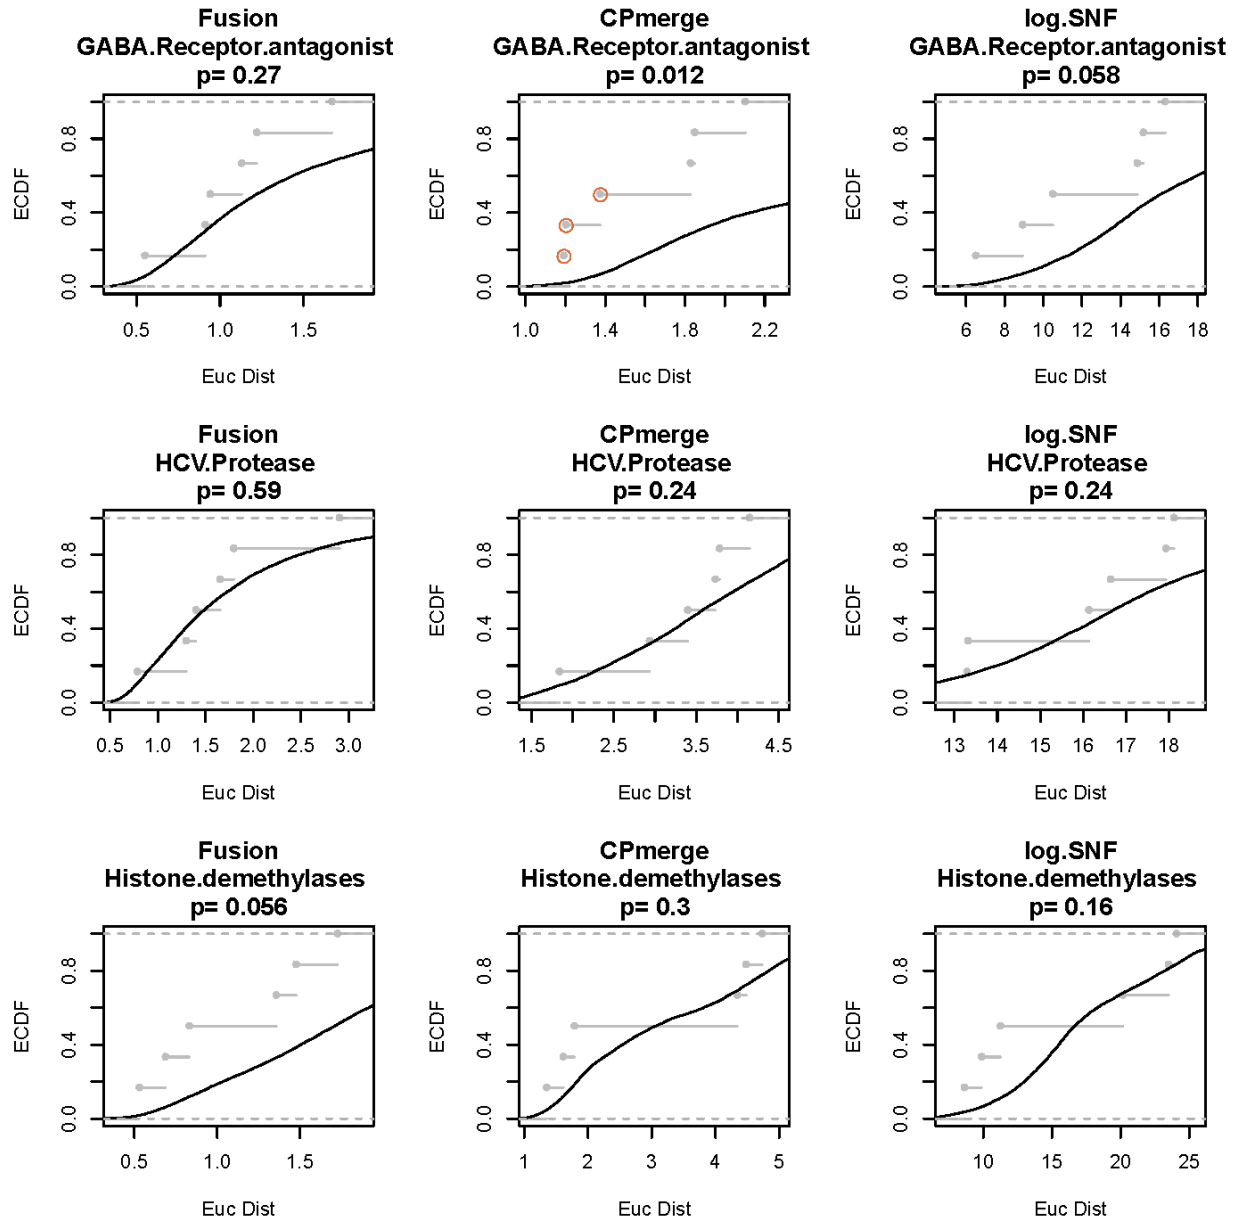 Fusion
GABA.Receptor.antagonist
p= 0.27
ECDF
0.0 0.4 0.8
0.5 1.0 1.5
Euc Dist
CPmerge
GABA.Receptor.antagonist
p= 0.012
ECDF
0.0 0.4 0.8
1.0 1.4 1.8 2.2
Euc Dist
log.SNF
GABA.Receptor.antagonist
p= 0.058
ECDF
0.0 0.4 0.8
6 8 10 12 14 16 18
Euc Dist
Fusion
HCV.Protease
p= 0.59
ECDF
0.0 0.4 0.8
0.5 1.0 1.5 2.0 2.5 3.0
Euc Dist
CPmerge
HCV.Protease
p= 0.24
ECDF
0.0 0.4 0.8
1.5 2.5 3.5 4.5
Euc Dist
log.SNF
HCV.Protease
p= 0.24
ECDF
0.0 0.4 0.8
13 14 15 16 17 18
Euc Dist
Fusion
Histone.demethylases
p= 0.056
ECDF
0.0 0.4 0.8
0.5 1.0 1.5
Euc Dist
CPmerge
Histone.demethylases
p= 0.3
ECDF
0.0 0.4 0.8
1 2 3 4 5
Euc Dist
log.SNF
Histone.demethylases
p= 0.16
ECDF
0.0 0.4 0.8
10 15 20 25
Euc Dist